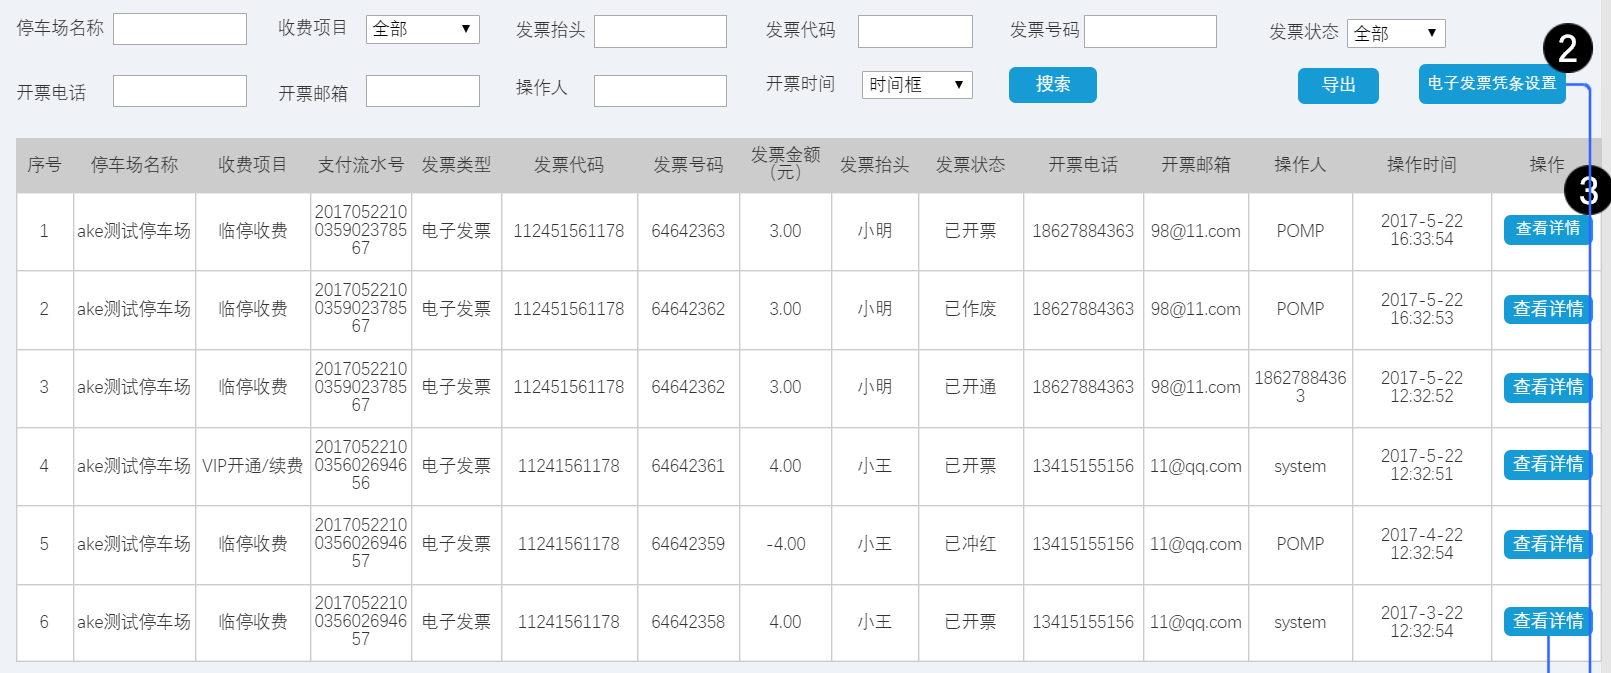 停车场名称 收费项目 全部 发票抬头 发票代码 发票号码 发票状态 全部 2
开票电话 开票邮箱 操作人 开票时间 时间框 搜索 导出 电子发票凭条设置
序号 停车场名称 收费项目 支付流水号 发票类型 发票代码 发票号码 发票金额(元) 发票抬头 发票状态 开票电话 开票邮箱 操作人 操作时间 操作 3
1 ake测试停车场 临停收费 2017052210035902378567 电子发票 112451561178 64642363 3.00 小明 已开票 18627884363 98@11.com POMP 2017-5-22 16:33:54 查看详情
2 ake测试停车场 临停收费 2017052210035902378567 电子发票 112451561178 64642362 3.00 小明 已作废 18627884363 98@11.com POMP 2017-5-22 16:32:53 查看详情
3 ake测试停车场 临停收费 2017052210035902378567 电子发票 112451561178 64642362 3.00 小明 已开通 18627884363 98@11.com 18627884363 2017-5-22 12:32:52 查看详情
4 ake测试停车场 VIP开通/续费 2017052210035602694656 电子发票 11241561178 64642361 4.00 小王 已开票 13415155156 11@qq.com system 2017-5-22 12:32:51 查看详情
5 ake测试停车场 临停收费 2017052210035602694657 电子发票 11241561178 64642359 -4.00 小王 已冲红 13415155156 11@qq.com POMP 2017-4-22 12:32:54 查看详情
6 ake测试停车场 临停收费 2017052210035602694657 电子发票 11241561178 64642358 4.00 小王 已开票 13415155156 11@qq.com system 2017-3-22 12:32:54 查看详情